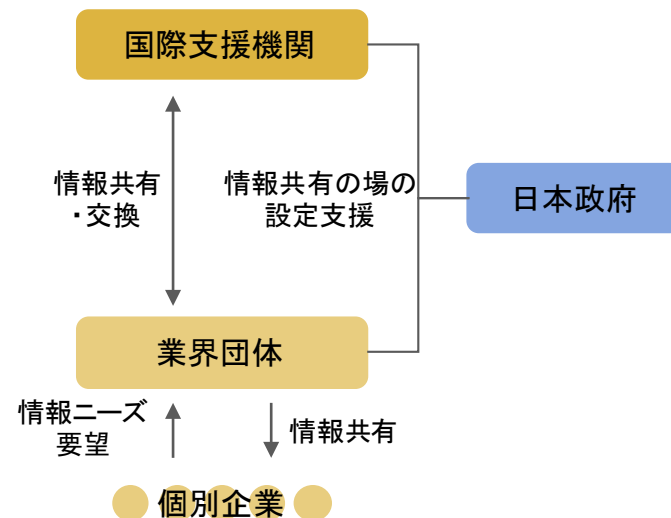 国際支援機関
情報共有
・交換
情報共有の場の
設定支援
日本政府
業界団体
情報ニーズ
要望
情報共有
個別企業